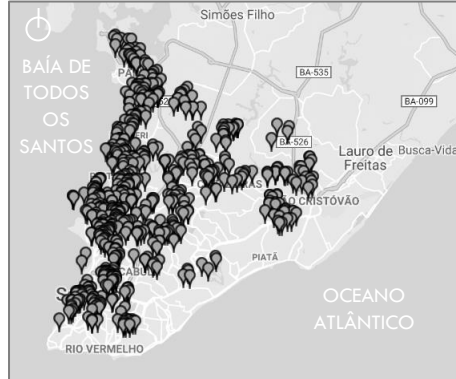 Simões Filho
BAÍA DE
TODOS
OS
SANTOS
BA-535
BA-099
BA-526
Lauro de
Freitas
Busca-Vida
PIATÃ
OCEANO
ATLÂNTICO
RIO VERMELHO